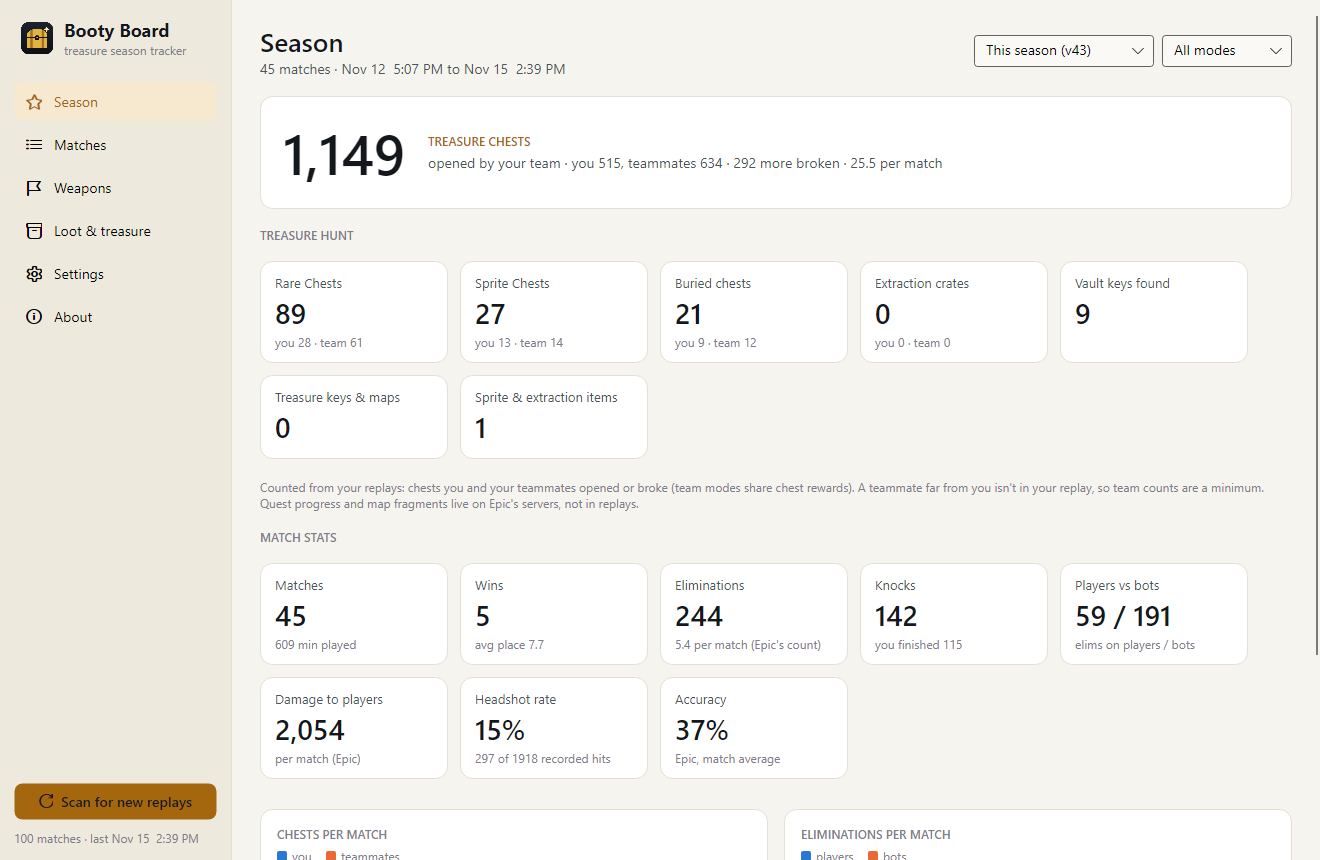 Booty Board
treasure season tracker
Season
Matches
Weapons
Loot & treasure
Settings
About
Scan for new replays
100 matches · last Nov 15  2:39 PM
Season
45 matches · Nov 12  5:07 PM to Nov 15  2:39 PM
This season (v43)
All modes
1,149
TREASURE CHESTS
opened by your team · you 515, teammates 634 · 292 more broken · 25.5 per match
TREASURE HUNT
Rare Chests
89
you 28 · team 61
Sprite Chests
27
you 13 · team 14
Buried chests
21
you 9 · team 12
Extraction crates
0
you 0 · team 0
Vault keys found
9
Treasure keys & maps
0
Sprite & extraction items
1
Counted from your replays: chests you and your teammates opened or broke (team modes share chest rewards). A teammate far from you isn't in your replay, so team counts are a minimum.
Quest progress and map fragments live on Epic's servers, not in replays.
MATCH STATS
Matches
45
609 min played
Wins
5
avg place 7.7
Eliminations
244
5.4 per match (Epic's count)
Knocks
142
you finished 115
Players vs bots
59 / 191
elims on players / bots
Damage to players
2,054
per match (Epic)
Headshot rate
15%
297 of 1918 recorded hits
Accuracy
37%
Epic, match average
CHESTS PER MATCH
you
teammates
ELIMINATIONS PER MATCH
players
bots